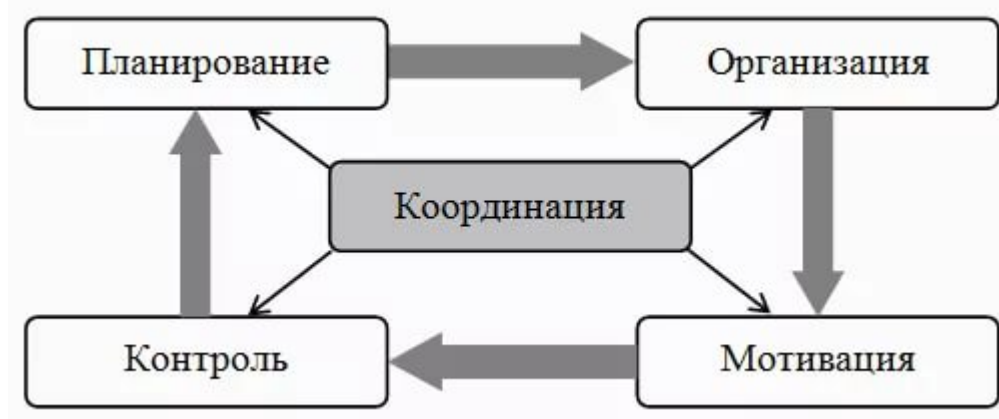 Планирование
Организация
Координация
Контроль
Мотивация